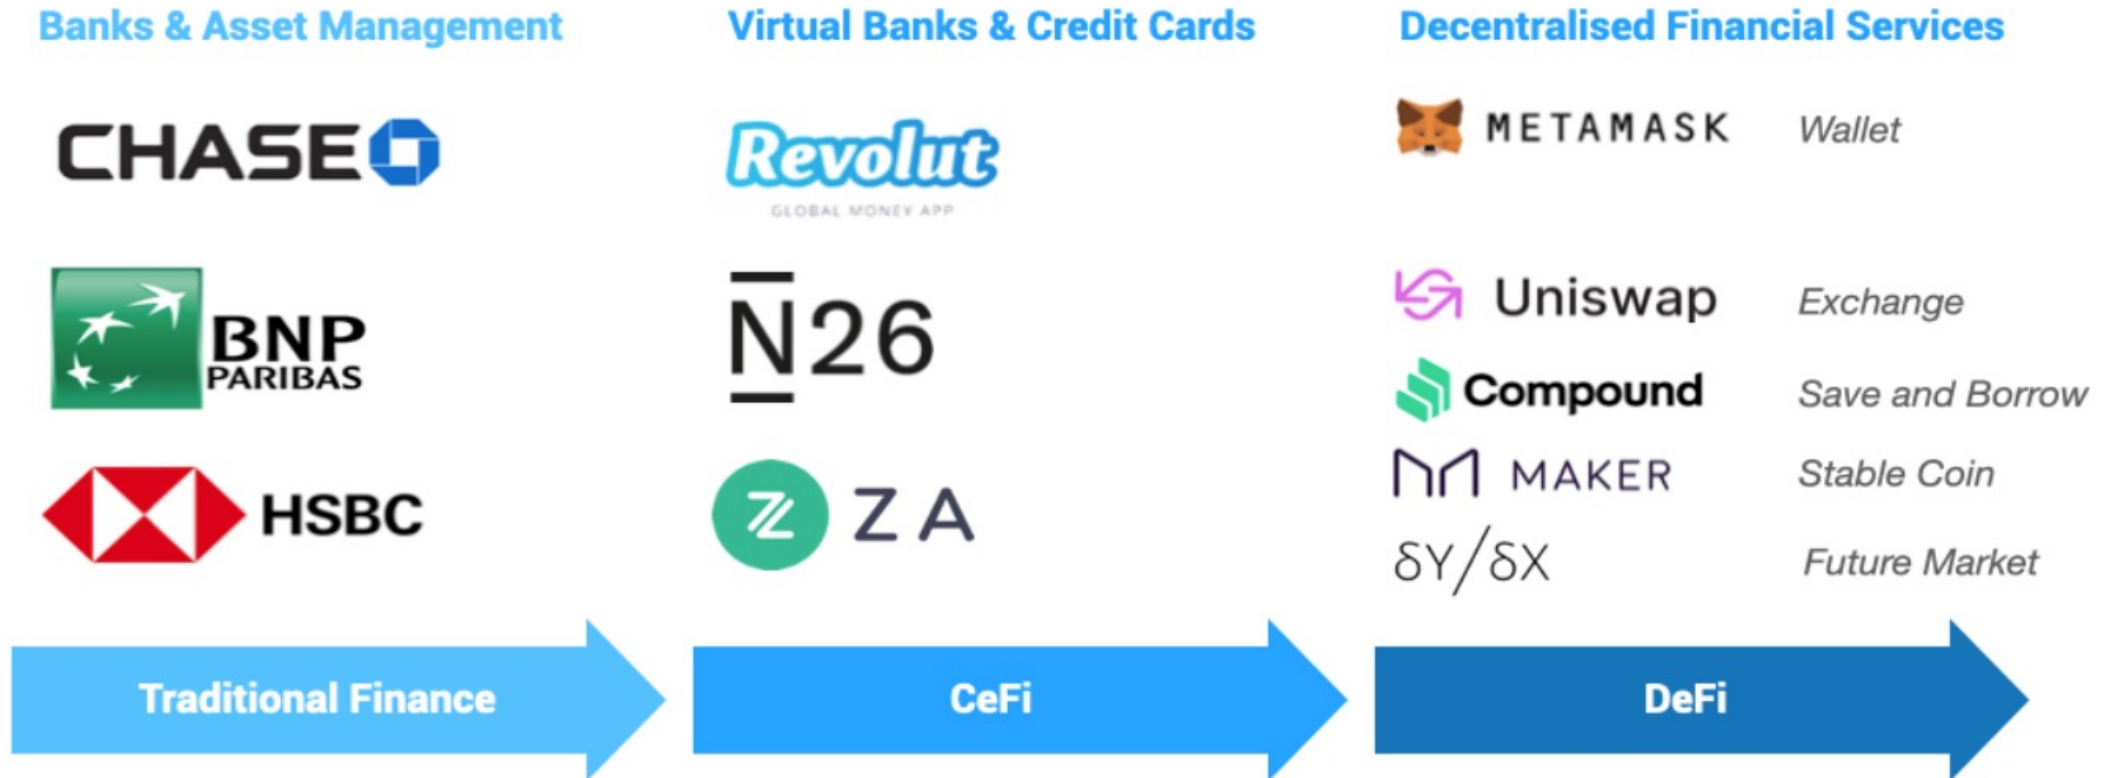 Banks & Asset Management
CHASE
BNP
PARIBAS
HSBC
Traditional Finance
Virtual Banks & Credit Cards
Revolut
GLOBAL MONEY APP
N26
ZA
CeFi
Decentralised Financial Services
METAMASK Wallet
Uniswap Exchange
Compound Save and Borrow
MAKER Stable Coin
δY/δX Future Market
DeFi